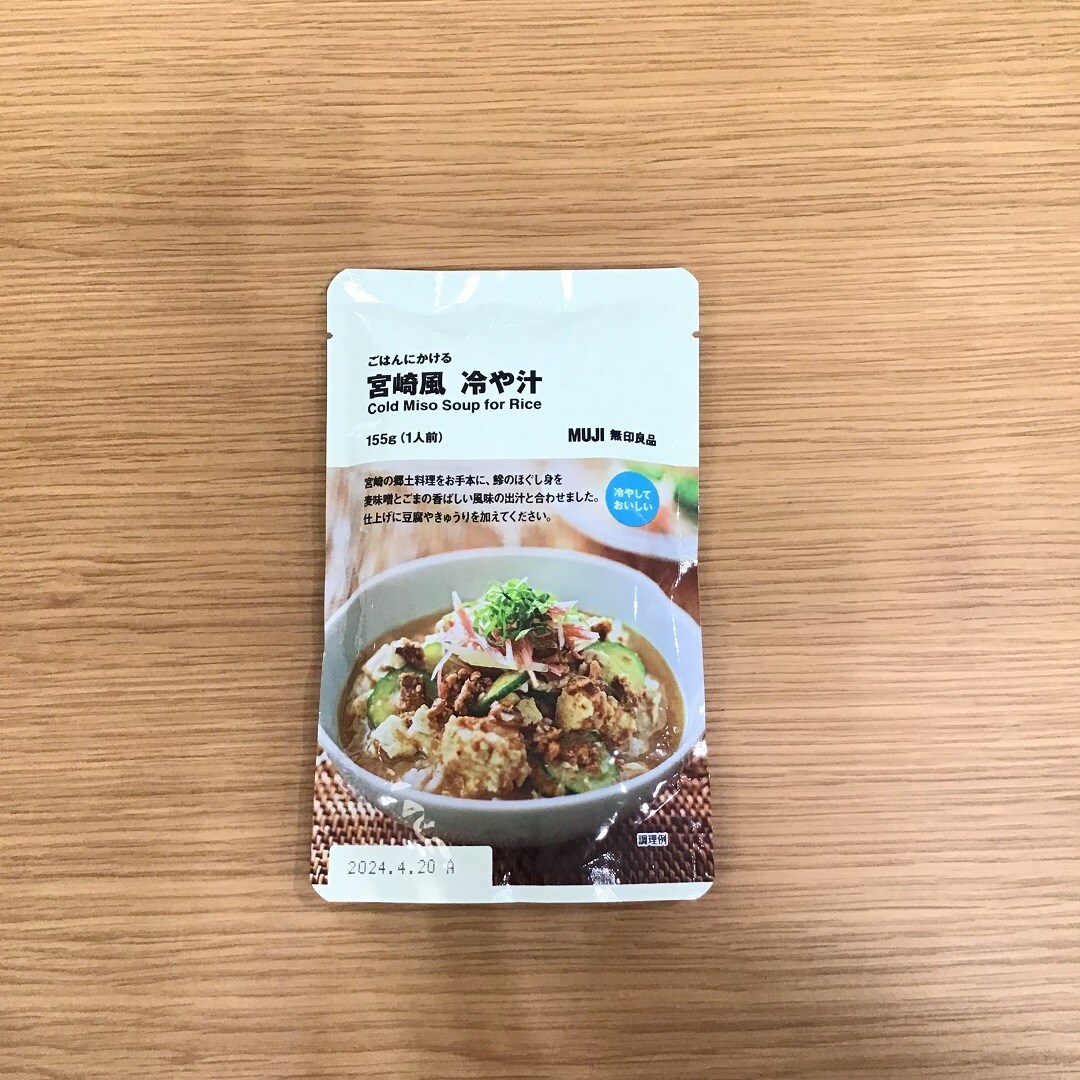 ごはんにかける
宮崎風 冷や汁
Cold Miso Soup for Rice
155g(1人前)
MUJI 無印良品
宮崎の郷土料理をお手本に、鯵のほぐし身を
麦味噌とごまの香ばしい風味の出汁と合わせました。
仕上げに豆腐やきゅうりを加えてください。
冷やして
おいしい
調理例
2024.4.20 A